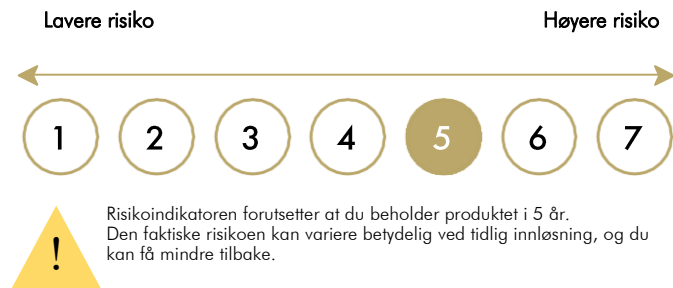 Lavere risiko Høyere risiko
1 2 3 4 5 6 7
Risikoindikatoren forutsetter at du beholder produktet i 5 år.
Den faktiske risikoen kan variere betydelig ved tidlig innløsning, og du
kan få mindre tilbake.
!